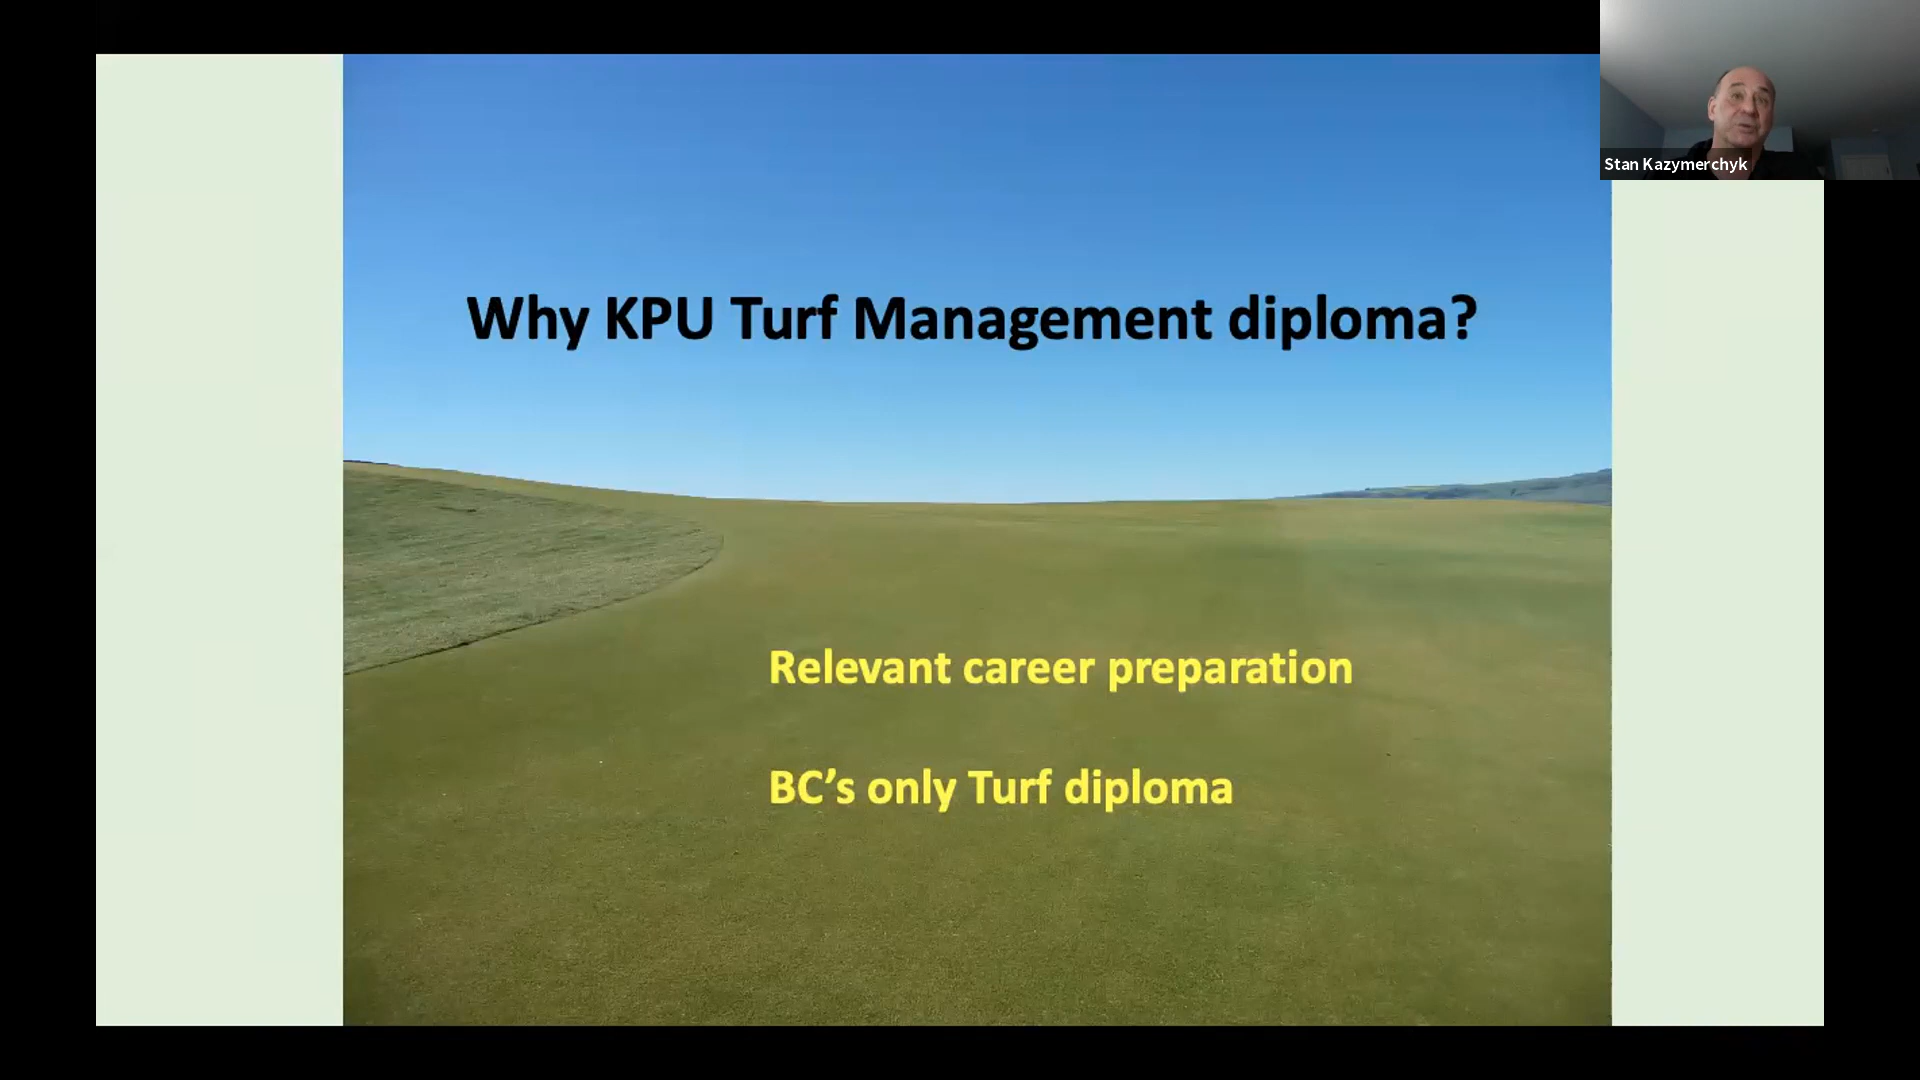 Stan Kazymerchyk
Why KPU Turf Management diploma?
Relevant career preparation
BC’s only Turf diploma